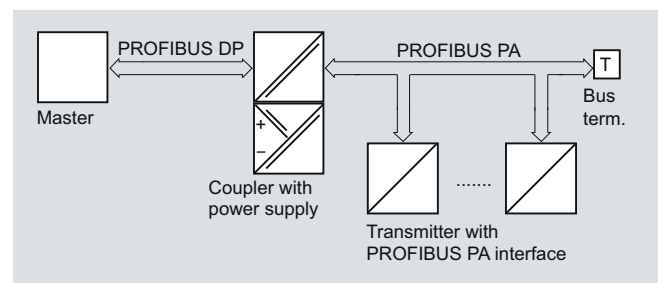 PROFIBUS DP
PROFIBUS PA
T
Master
Bus
term.
+
−
Coupler with
power supply
.......
Transmitter with
PROFIBUS PA interface